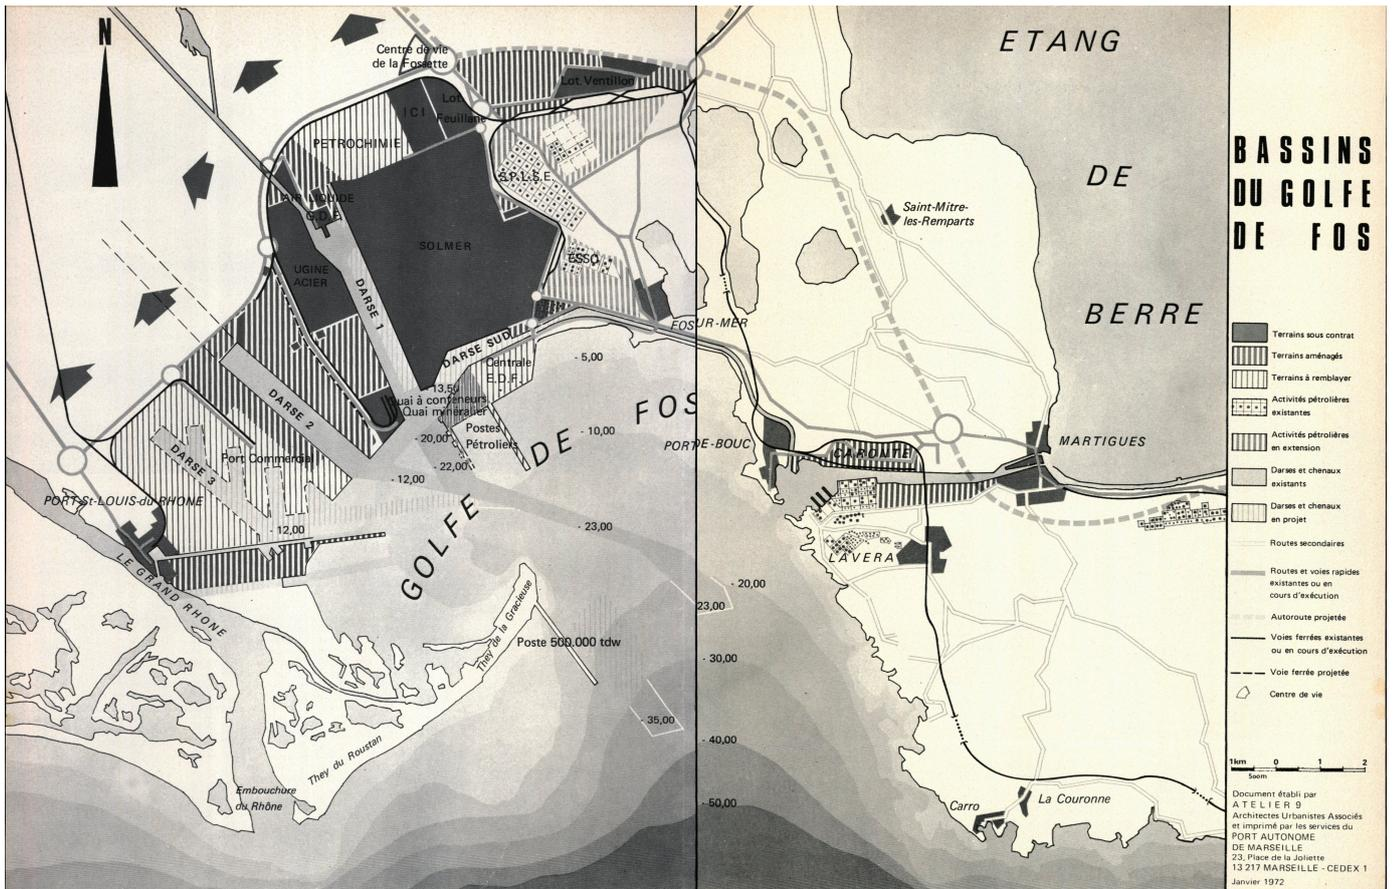 N
Centre de vie
de la Fossette
Lot. Ventillon
ICI
Lot.
Feuillane
PETROCHIMIE
S.P.L.S.E.
AIR LIQUIDE
G.D.F.
SOLMER
ESSO
UGINE
ACIER
DARSE 1
DARSE SUD
FOS SUR-MER
- 5,00
Centrale
E.D.F.
- 13,50
Quai à conteneurs
Quai minéralier
DARSE 2
- 20,00
Postes
Pétroliers
- 10,00
- 22,00
Port Commercial
DARSE 3
- 12,00
PORT-St-LOUIS-du-RHONE
- 12,00
- 23,00
GOLFE DE FOS
LE GRAND RHONE
They de la Gracieuse
Poste 500.000 tdw
- 35,00
They du Roustan
Embouchure
du Rhône
ETANG
DE
BERRE
Saint-Mitre-
les-Remparts
PORT DE-BOUC
CARONTE
MARTIGUES
LAVERA
- 20,00
23,00
- 30,00
- 40,00
- 50,00
Carro
La Couronne
BASSINS
DU GOLFE
DE FOS
Terrains sous contrat
Terrains aménagés
Terrains à remblayer
Activités pétrolières
existantes
Activités pétrolières
en extension
Darses et chenaux
existants
Darses et chenaux
en projet
Routes secondaires
Routes et voies rapides
existantes ou en
cours d'exécution
Autoroute projetée
Voies ferrées existantes
ou en cours d'exécution
Voie ferrée projetée
Centre de vie
1km 0 1 2
500m
Document établi par
ATELIER 9
Architectes Urbanistes Associés
et imprimé par les services du
PORT AUTONOME
DE MARSEILLE
23, Place de la Joliette
13 217 MARSEILLE - CEDEX 1
Janvier 1972